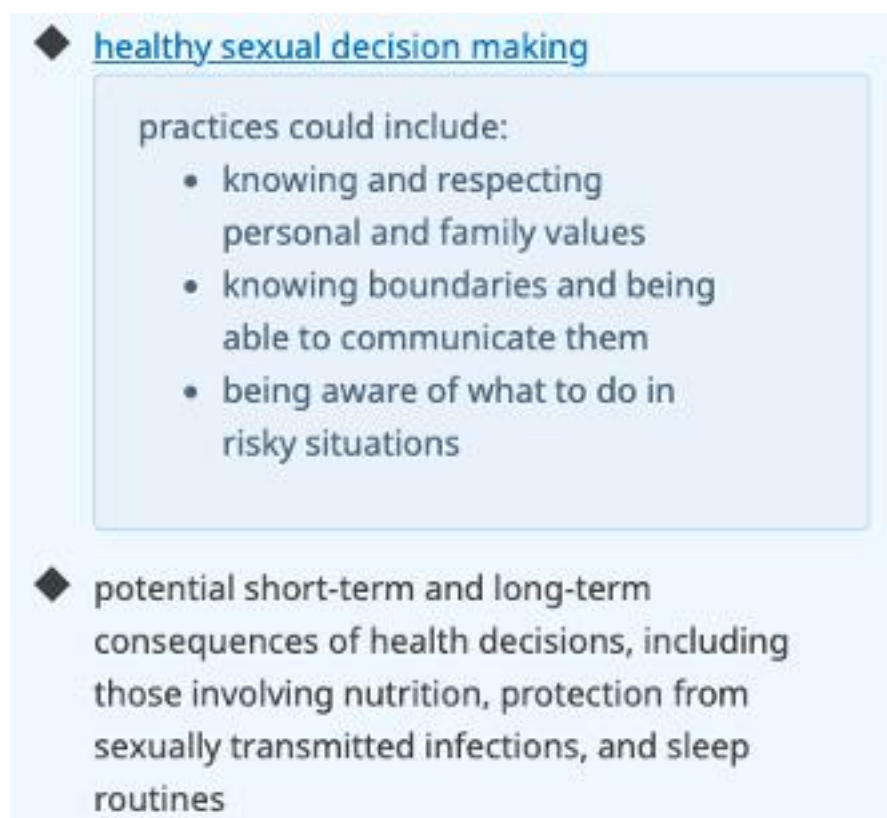 ◆ healthy sexual decision making
practices could include:
• knowing and respecting
personal and family values
• knowing boundaries and being
able to communicate them
• being aware of what to do in
risky situations
◆ potential short-term and long-term
consequences of health decisions, including
those involving nutrition, protection from
sexually transmitted infections, and sleep
routines